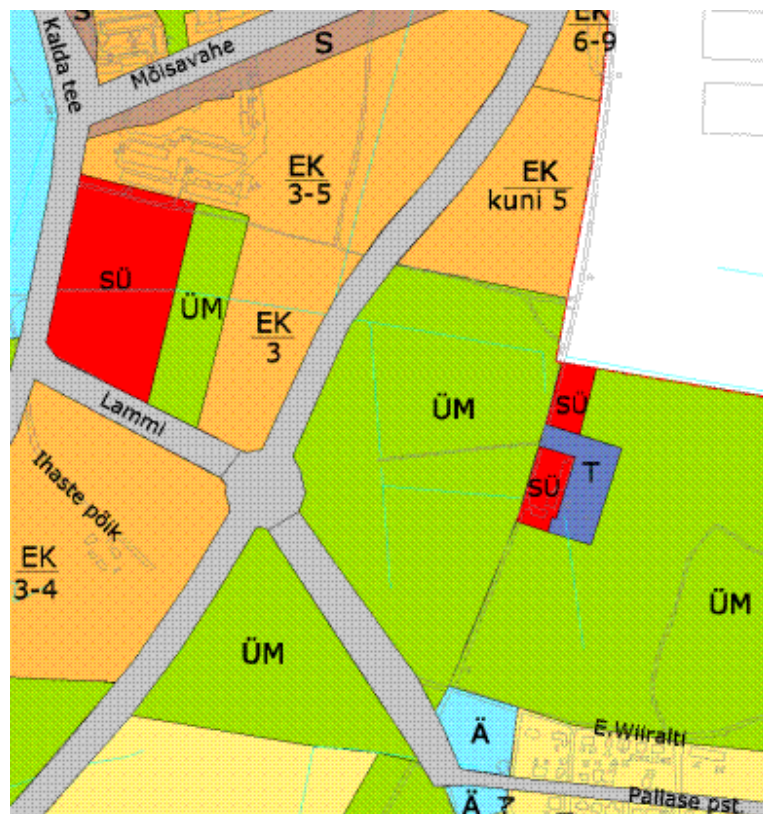 EK
6-9
S
Mõisavahe
Kalda tee
EK
3-5
EK
kuni 5
SÜ
ÜM
EK
3
ÜM
SÜ
Lammi
T
SÜ
Ihaste põik
EK
3-4
ÜM
ÜM
Ä
E.Wiiralti
Pallase pst.
Ä